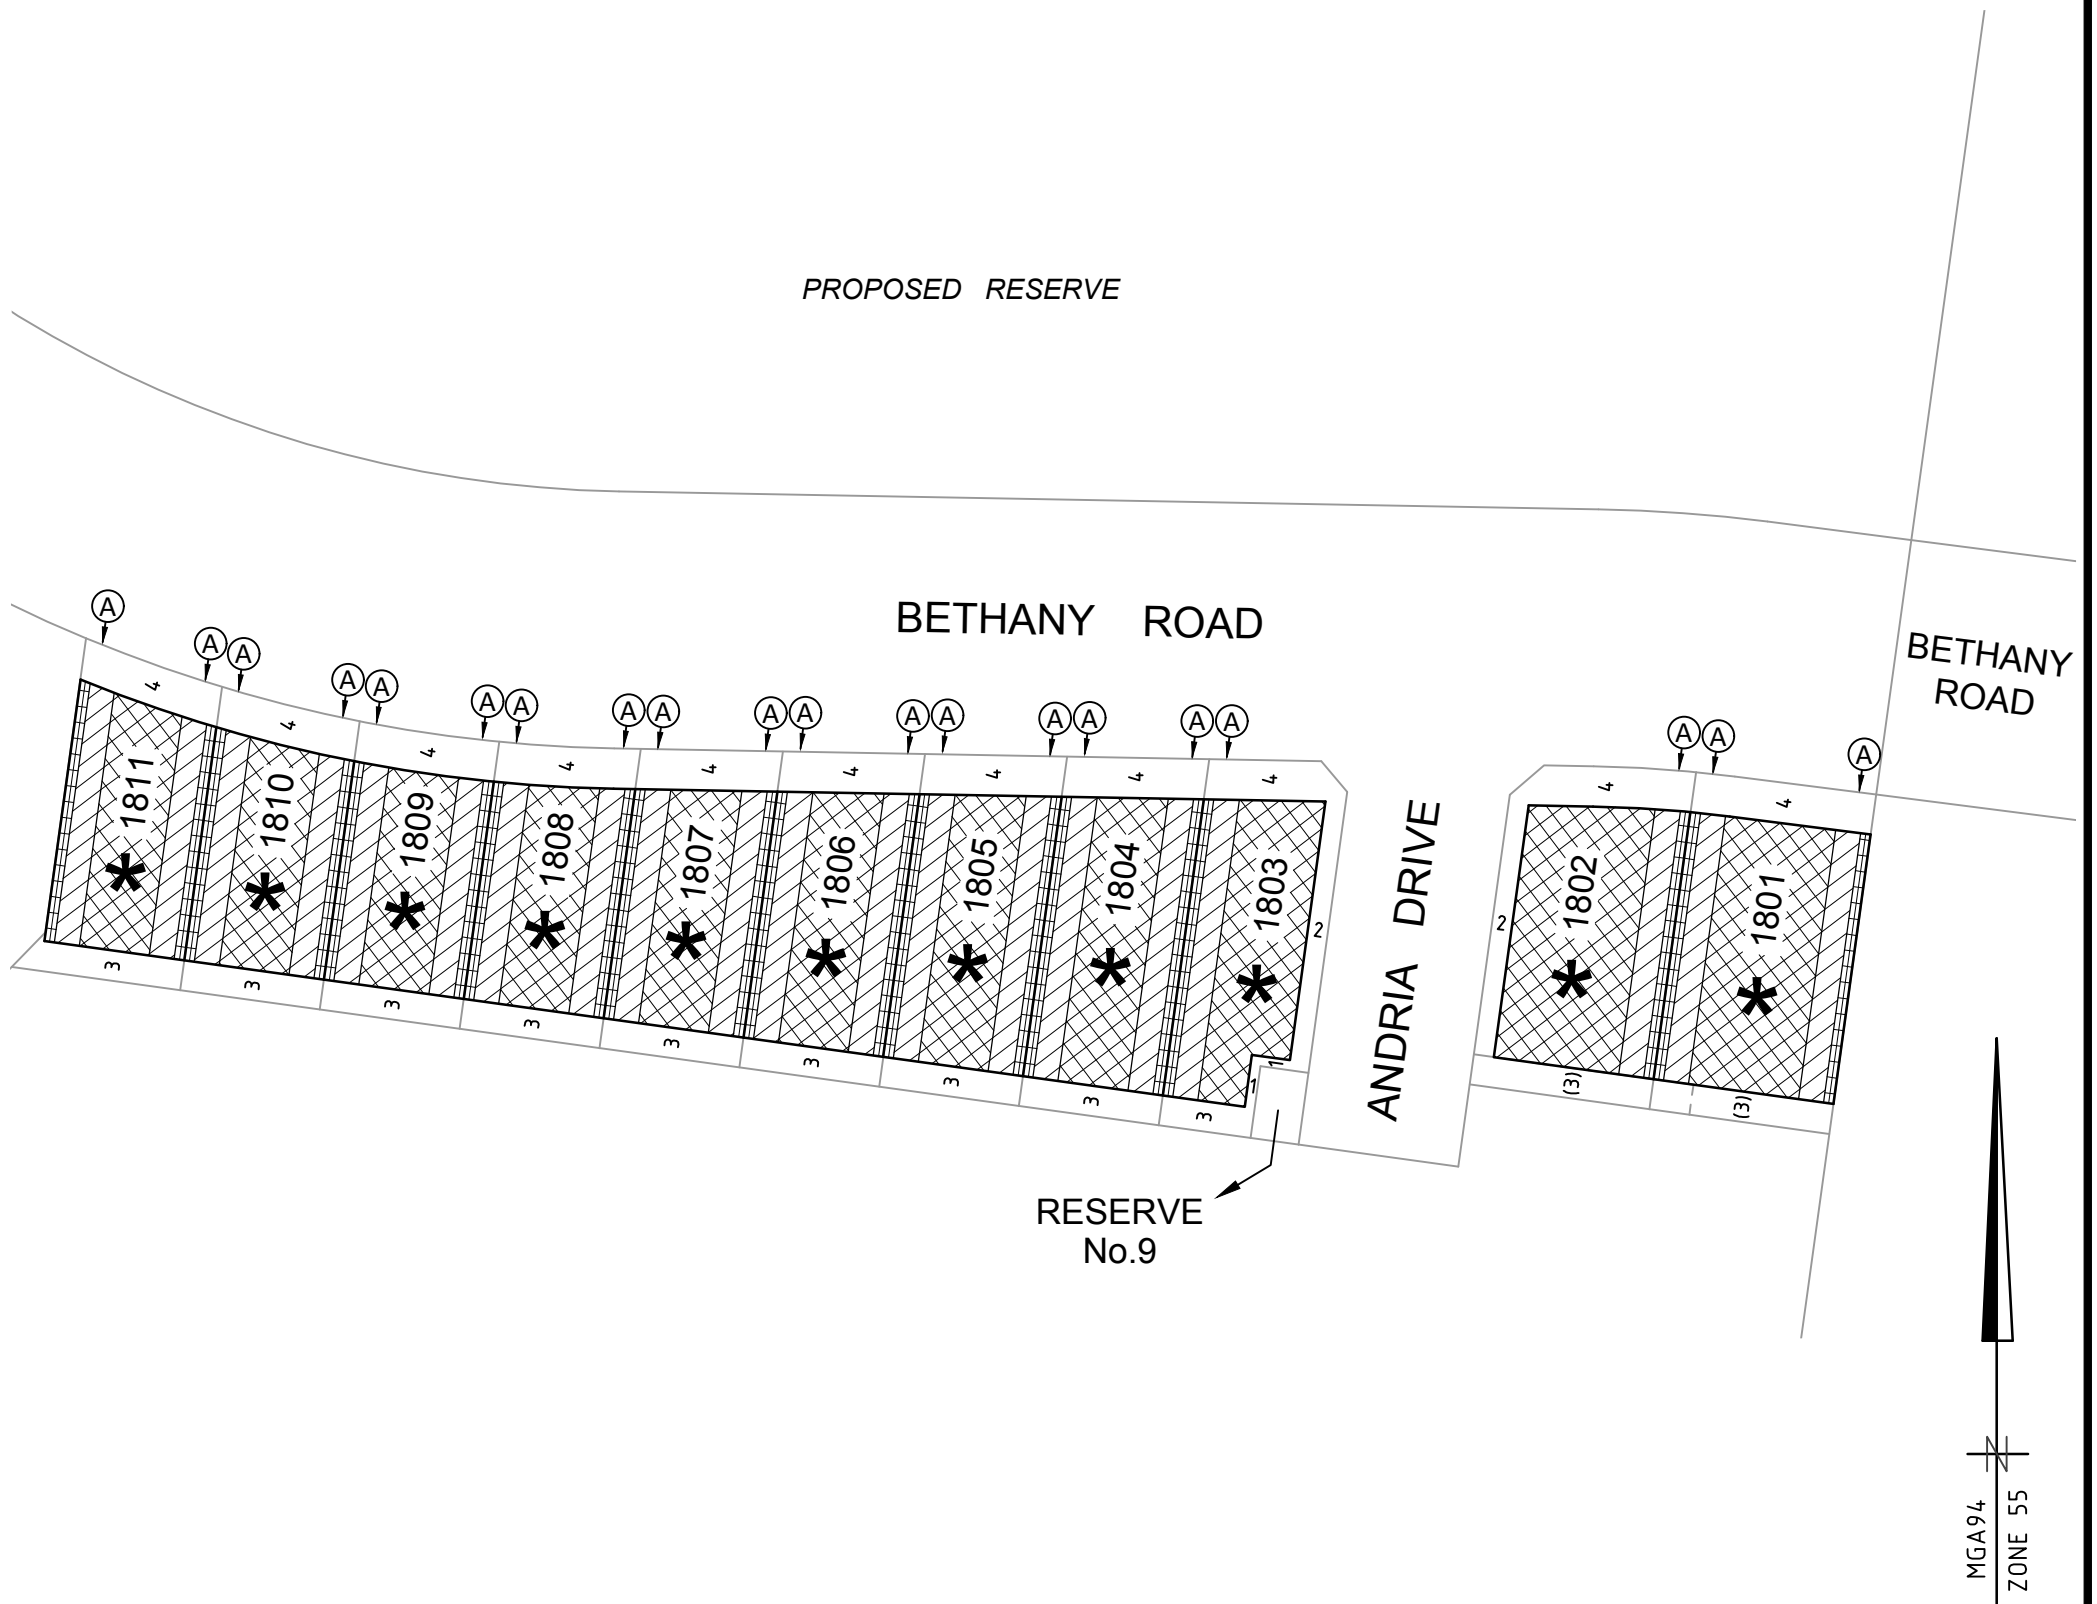 PROPOSED RESERVE
BETHANY ROAD
BETHANY
ROAD
A
A A
A A
A A
A A
A A
A A
A A
A A
A A
A
4
4
4
4
4
4
4
4
4
4
4
1811
1810
1809
1808
1807
1806
1805
1804
1803
1802
1801
*
*
*
*
*
*
*
*
*
*
*
2
2
ANDRIA DRIVE
3
3
3
3
3
3
3
3
3
1
1
(3)
(3)
RESERVE
No.9
N
MGA94
ZONE 55